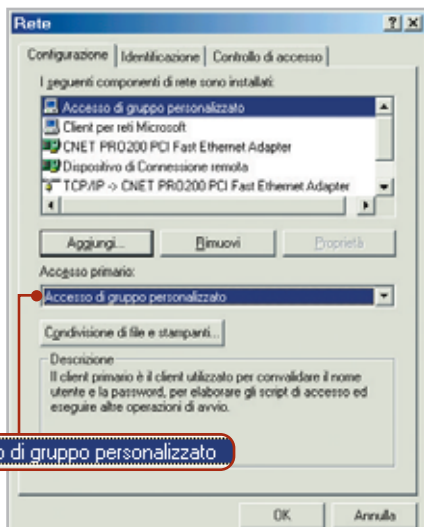 Rete
Configurazione Identificazione Controllo di accesso
I seguenti componenti di rete sono installati:
Accesso di gruppo personalizzato
Client per reti Microsoft
CNET PRO200 PCI Fast Ethernet Adapter
Dispositivo di Connessione remota
TCP/IP -> CNET PRO200 PCI Fast Ethernet Adapter
Aggiungi... Rimuovi Proprietà
Accesso primario:
Accesso di gruppo personalizzato
Condivisione di file e stampanti...
Descrizione
Il client primario è il client utilizzato per convalidare il nome
utente e la password, per elaborare gli script di accesso ed
eseguire altre operazioni di avvio.
o di gruppo personalizzato
OK Annulla